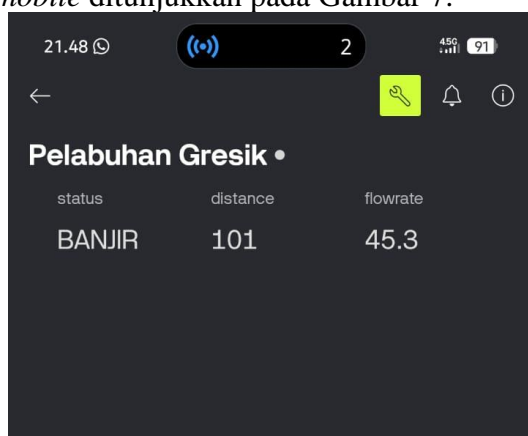 mobile ditunjukkan pada Gambar 7.
21.48 2 4.5G 91
Pelabuhan Gresik
status distance flowrate
BANJIR 101 45.3